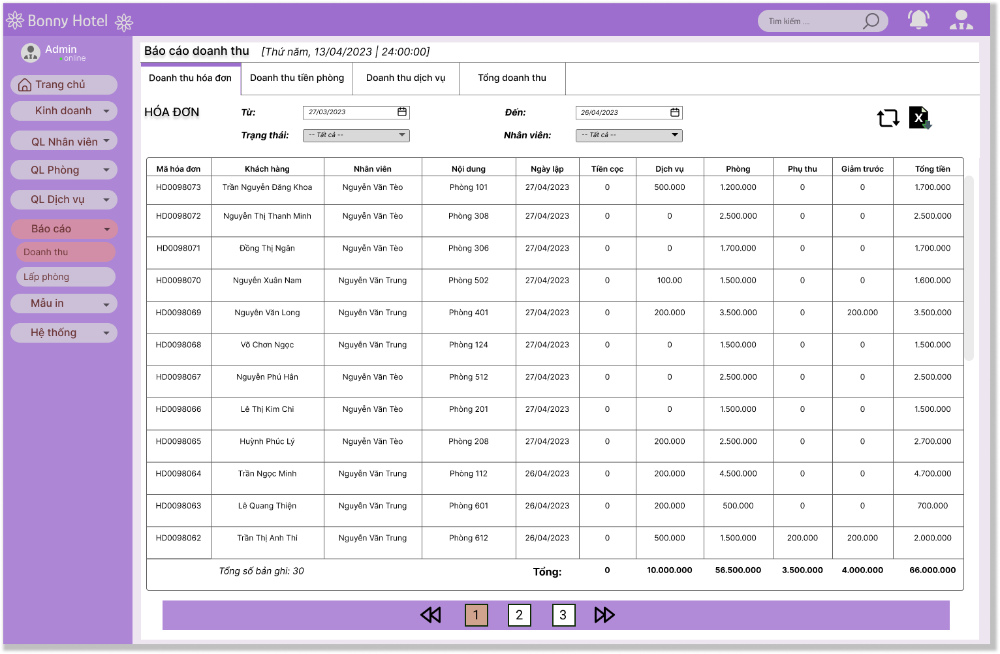 Bonny Hotel
Tìm kiếm ....
Admin
online
Trang chủ
Kinh doanh
QL Nhân viên
QL Phòng
QL Dịch vụ
Báo cáo
Doanh thu
Lấp phòng
Mẫu in
Hệ thống
Báo cáo doanh thu [Thứ năm, 13/04/2023 | 24:00:00]
Doanh thu hóa đơn Doanh thu tiền phòng Doanh thu dịch vụ Tổng doanh thu
HÓA ĐƠN Từ: 27/03/2023 Đến: 26/04/2023
Trạng thái: -- Tất cả -- Nhân viên: -- Tất cả --
X
Mã hóa đơn Khách hàng Nhân viên Nội dung Ngày lập Tiền cọc Dịch vụ Phòng Phụ thu Giảm trước Tổng tiền
HD0098073 Trần Nguyễn Đăng Khoa Nguyễn Văn Tèo Phòng 101 27/04/2023 0 500.000 1.200.000 0 0 1.700.000
HD0098072 Nguyễn Thị Thanh Minh Nguyễn Văn Tèo Phòng 308 27/04/2023 0 0 2.500.000 0 0 2.500.000
HD0098071 Đồng Thị Ngân Nguyễn Văn Tèo Phòng 306 27/04/2023 0 0 1.700.000 0 0 1.700.000
HD0098070 Nguyễn Xuân Nam Nguyễn Văn Trung Phòng 502 27/04/2023 0 100.00 1.500.000 0 0 1.600.000
HD0098069 Nguyễn Văn Long Nguyễn Văn Trung Phòng 401 27/04/2023 0 200.000 3.500.000 0 200.000 3.500.000
HD0098068 Võ Chơn Ngọc Nguyễn Văn Trung Phòng 124 27/04/2023 0 0 1.500.000 0 0 1.500.000
HD0098067 Nguyễn Phú Hân Nguyễn Văn Tèo Phòng 512 27/04/2023 0 0 2.500.000 0 0 2.500.000
HD0098066 Lê Thị Kim Chi Nguyễn Văn Tèo Phòng 201 27/04/2023 0 0 1.500.000 0 0 1.500.000
HD0098065 Huỳnh Phúc Lý Nguyễn Văn Tèo Phòng 208 27/04/2023 0 200.000 2.500.000 0 0 2.700.000
HD0098064 Trần Ngọc Minh Nguyễn Văn Trung Phòng 112 26/04/2023 0 200.000 4.500.000 0 0 4.700.000
HD0098063 Lê Quang Thiện Nguyễn Văn Trung Phòng 601 26/04/2023 0 200.000 500.000 0 0 700.000
HD0098062 Trần Thị Anh Thi Nguyễn Văn Trung Phòng 612 26/04/2023 0 500.000 1.500.000 200.000 200.000 2.000.000
Tổng số bản ghi: 30 Tổng: 0 10.000.000 56.500.000 3.500.000 4.000.000 66.000.000
1 2 3